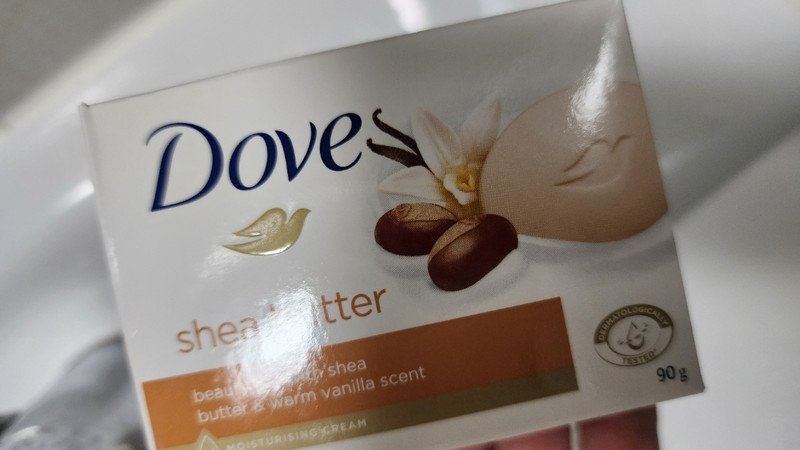 Dove
shea butter
shea
butter & warm vanilla scent
MOISTURISING CREAM
DERMATOLOGICALLY
TESTED
90 g